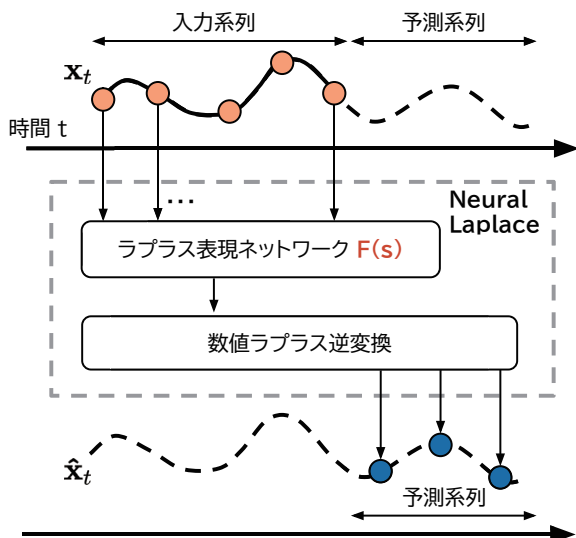 入力系列
予測系列
x_t
時間 t
…
Neural
Laplace
ラプラス表現ネットワーク F(s)
数値ラプラス逆変換
x̂_t
予測系列